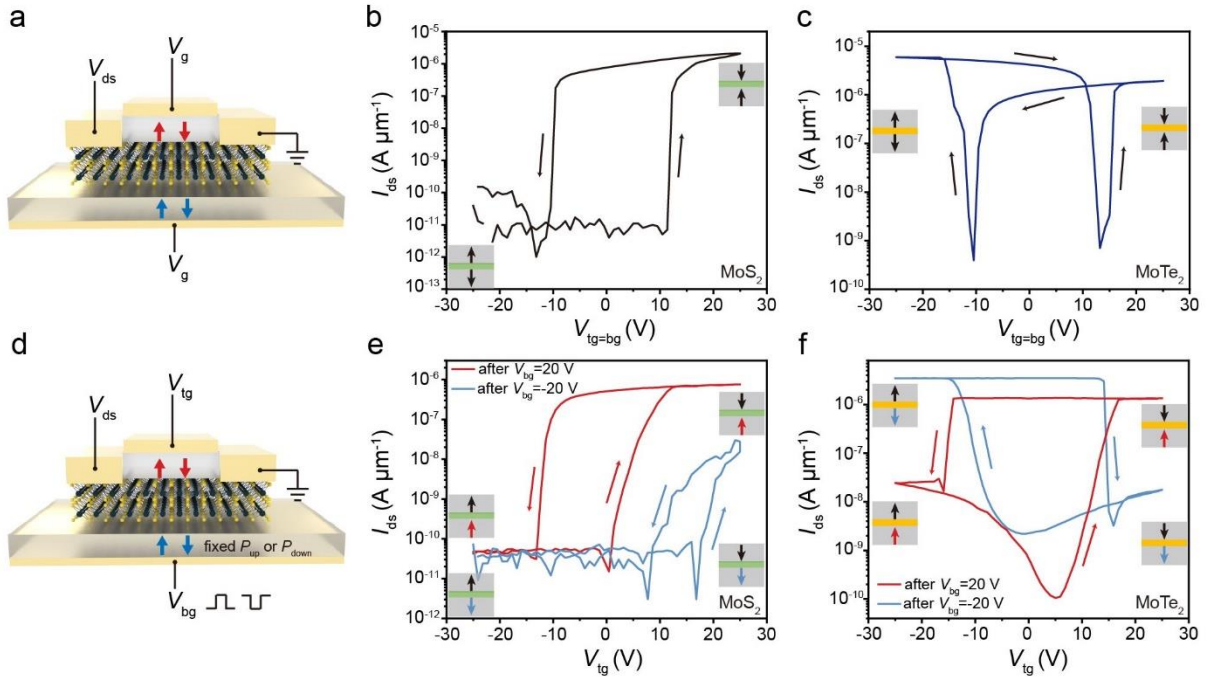 a
V_g
V_ds
V_g
b
10^-5
10^-6
10^-7
10^-8
10^-9
10^-10
10^-11
10^-12
10^-13
I_ds (A μm^-1)
MoS_2
-30 -20 -10 0 10 20 30
V_tg=bg (V)
c
10^-5
10^-6
10^-7
10^-8
10^-9
10^-10
I_ds (A μm^-1)
MoTe_2
-30 -20 -10 0 10 20 30
V_tg=bg (V)
d
V_tg
V_ds
fixed P_up or P_down
V_bg
e
after V_bg=20 V
after V_bg=-20 V
10^-6
10^-7
10^-8
10^-9
10^-10
10^-11
10^-12
I_ds (A μm^-1)
MoS_2
-30 -20 -10 0 10 20 30
V_tg (V)
f
10^-6
10^-7
10^-8
10^-9
10^-10
I_ds (A μm^-1)
after V_bg=20 V
after V_bg=-20 V
MoTe_2
-30 -20 -10 0 10 20 30
V_tg (V)